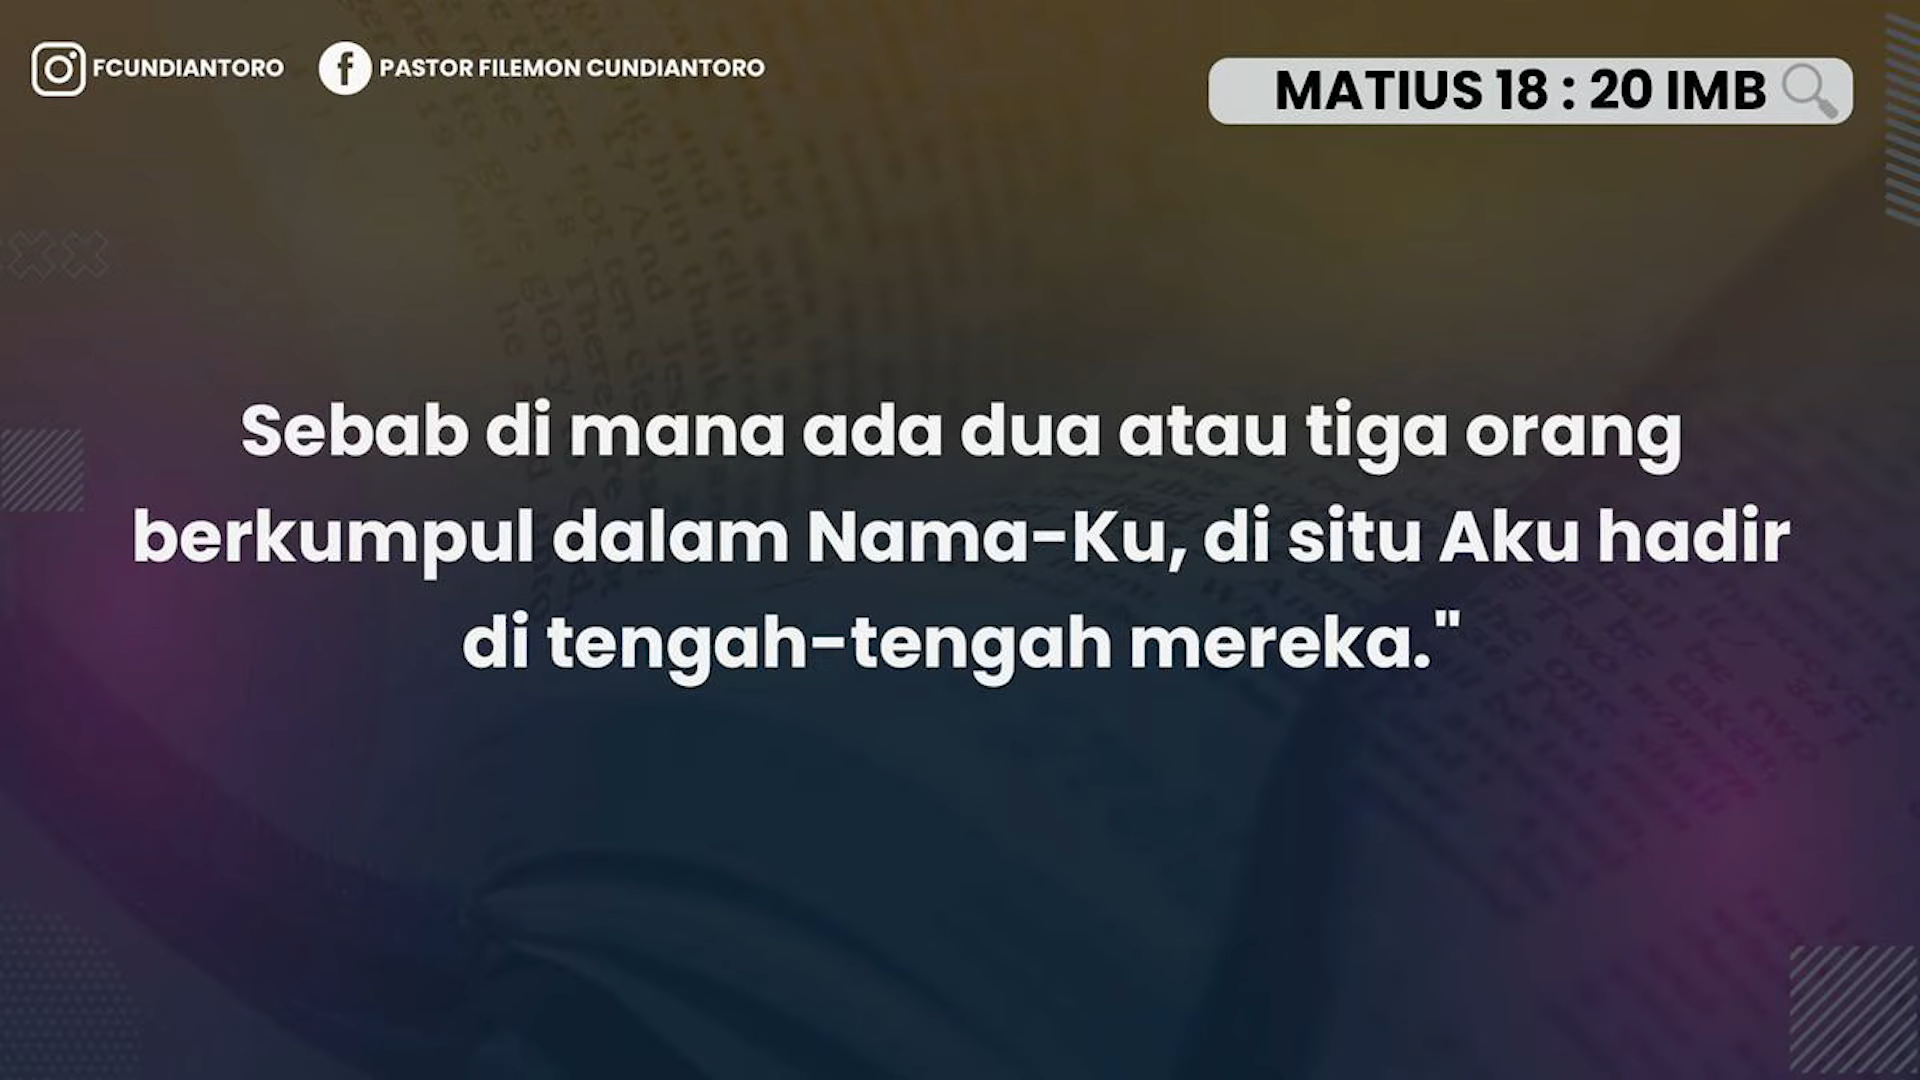 FCUNDIANTORO
PASTOR FILEMON CUNDIANTORO
MATIUS 18 : 20 IMB
Sebab di mana ada dua atau tiga orang
berkumpul dalam Nama-Ku, di situ Aku hadir
di tengah-tengah mereka."